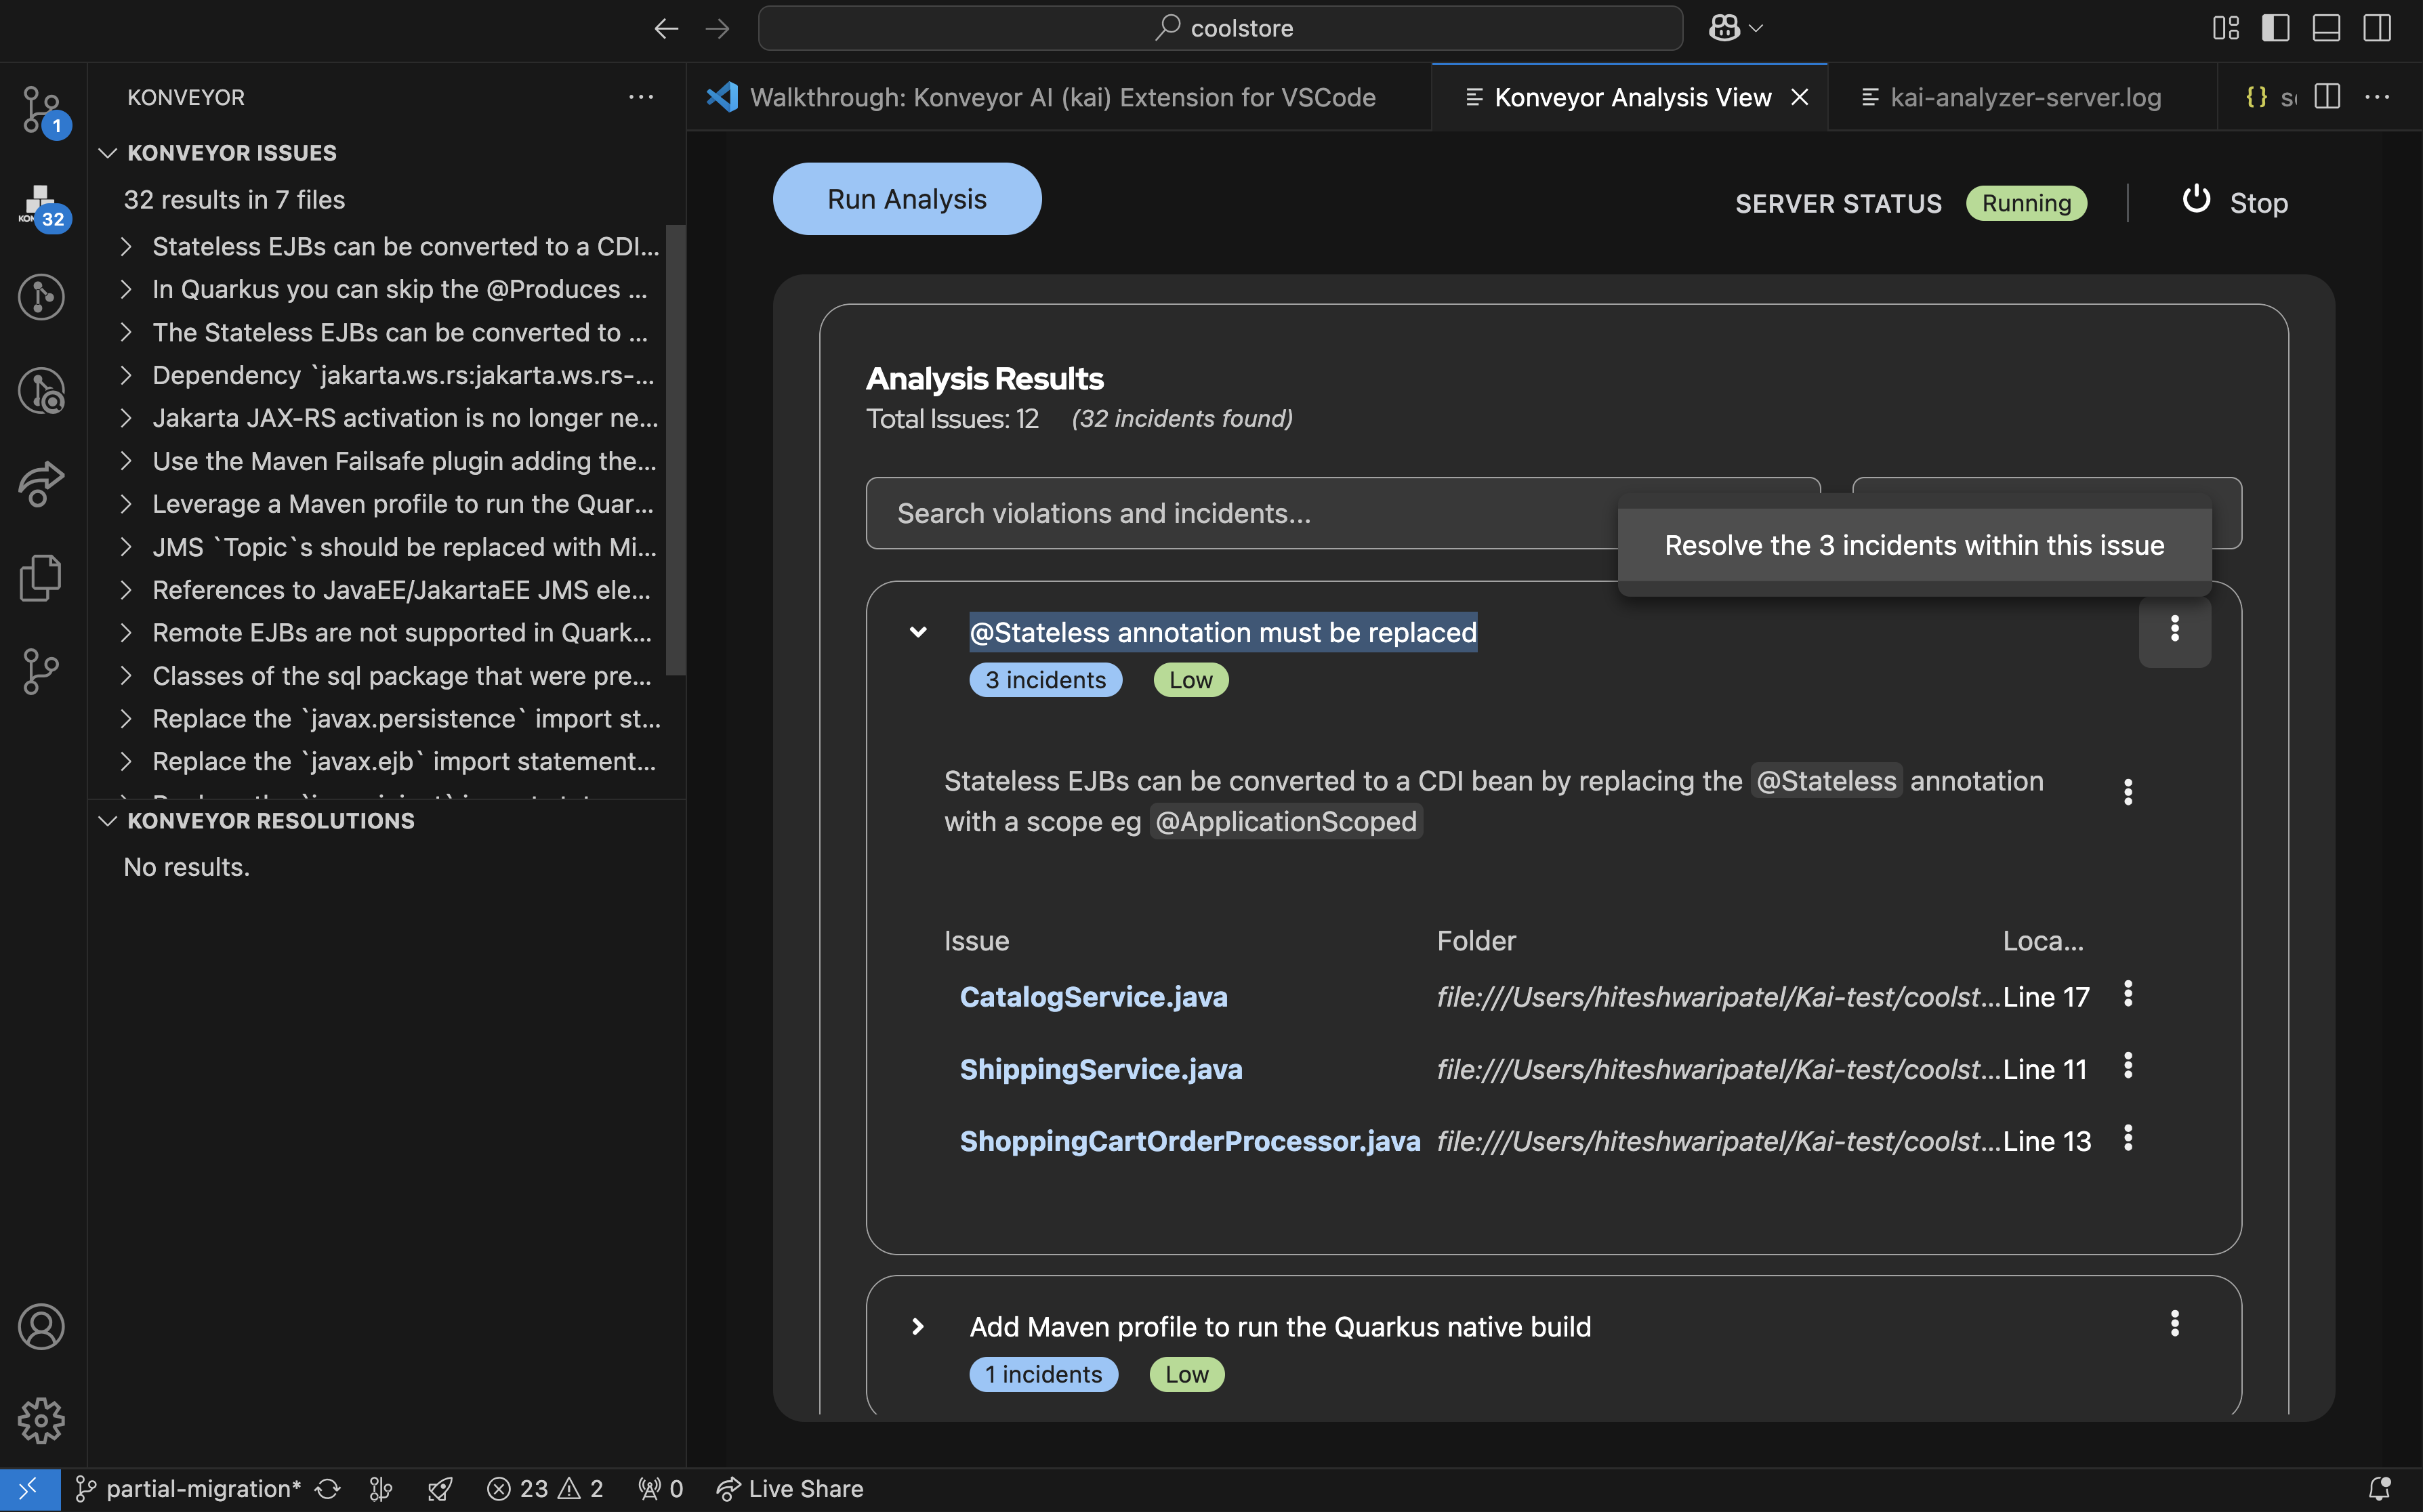 coolstore
KONVEYOR
Walkthrough: Konveyor AI (kai) Extension for VSCode
Konveyor Analysis View
kai-analyzer-server.log
1
32
KONVEYOR ISSUES
32 results in 7 files
Stateless EJBs can be converted to a CDI...
In Quarkus you can skip the @Produces ...
The Stateless EJBs can be converted to ...
Dependency `jakarta.ws.rs:jakarta.ws.rs-...
Jakarta JAX-RS activation is no longer ne...
Use the Maven Failsafe plugin adding the...
Leverage a Maven profile to run the Quar...
JMS `Topic`s should be replaced with Mi...
References to JavaEE/JakartaEE JMS ele...
Remote EJBs are not supported in Quark...
Classes of the sql package that were pre...
Replace the `javax.persistence` import st...
Replace the `javax.ejb` import statement...
KONVEYOR RESOLUTIONS
No results.
Run Analysis
SERVER STATUS
Running
Stop
Analysis Results
Total Issues: 12
(32 incidents found)
Search violations and incidents...
Resolve the 3 incidents within this issue
@Stateless annotation must be replaced
3 incidents
Low
Stateless EJBs can be converted to a CDI bean by replacing the @Stateless annotation
with a scope eg @ApplicationScoped
Issue
Folder
Loca...
CatalogService.java
file:///Users/hiteshwaripatel/Kai-test/coolst...
Line 17
ShippingService.java
file:///Users/hiteshwaripatel/Kai-test/coolst...
Line 11
ShoppingCartOrderProcessor.java
file:///Users/hiteshwaripatel/Kai-test/coolst...
Line 13
Add Maven profile to run the Quarkus native build
1 incidents
Low
partial-migration*
23
2
0
Live Share